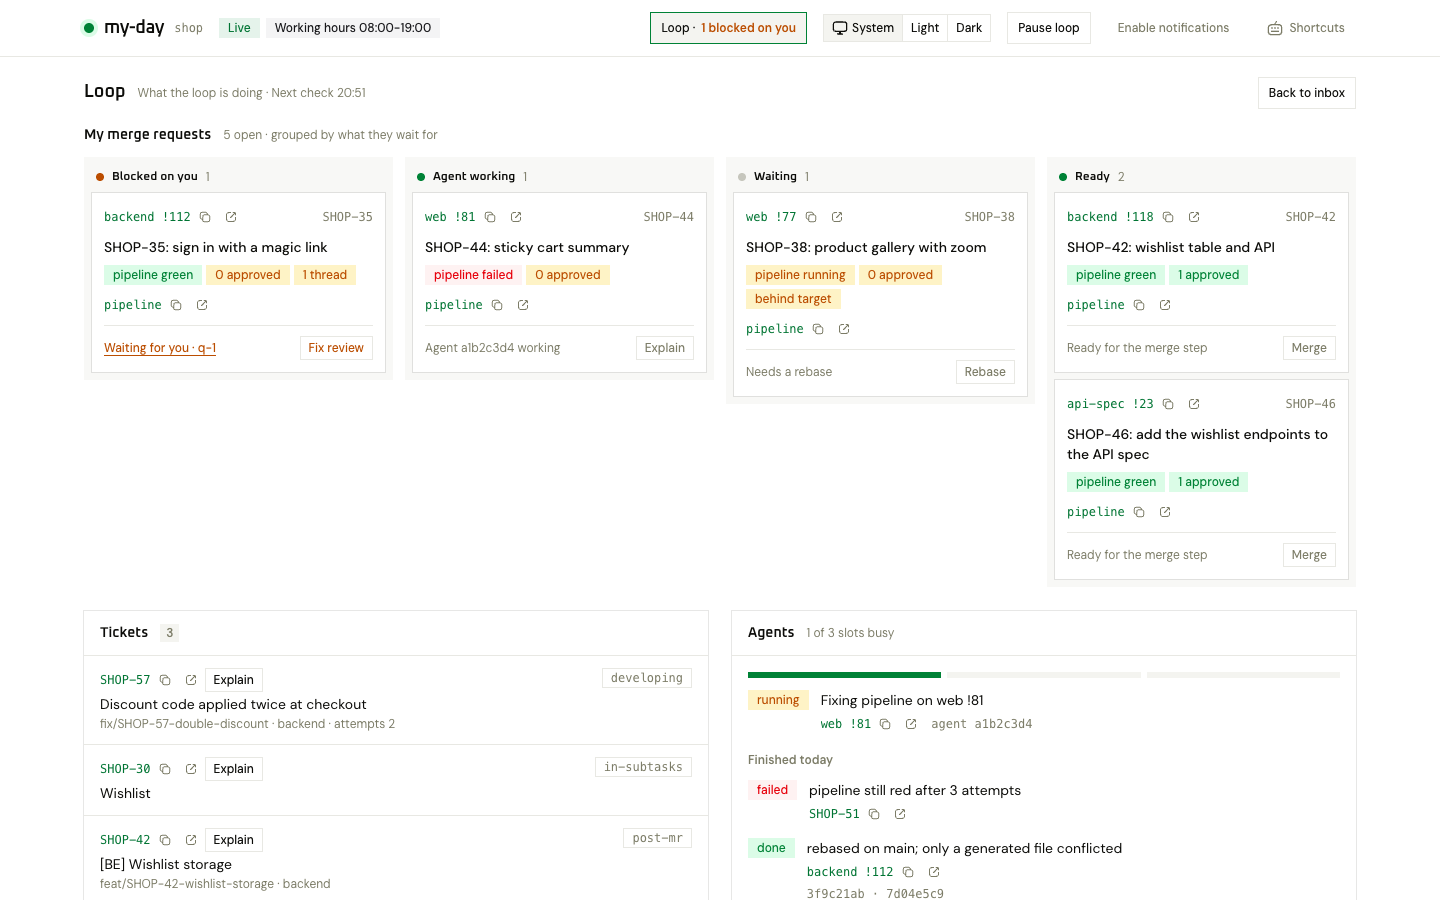 my-day shop Live Working hours 08:00-19:00 Loop · 1 blocked on you System Light Dark Pause loop Enable notifications Shortcuts
Loop What the loop is doing · Next check 20:51 Back to inbox
My merge requests 5 open · grouped by what they wait for
Blocked on you 1
backend !112 SHOP-35
SHOP-35: sign in with a magic link
pipeline green 0 approved 1 thread
pipeline
Waiting for you · q-1 Fix review
Agent working 1
web !81 SHOP-44
SHOP-44: sticky cart summary
pipeline failed 0 approved
pipeline
Agent a1b2c3d4 working Explain
Waiting 1
web !77 SHOP-38
SHOP-38: product gallery with zoom
pipeline running 0 approved
behind target
pipeline
Needs a rebase Rebase
Ready 2
backend !118 SHOP-42
SHOP-42: wishlist table and API
pipeline green 1 approved
pipeline
Ready for the merge step Merge
api-spec !23 SHOP-46
SHOP-46: add the wishlist endpoints to
the API spec
pipeline green 1 approved
pipeline
Ready for the merge step Merge
Tickets 3
SHOP-57 Explain developing
Discount code applied twice at checkout
fix/SHOP-57-double-discount · backend · attempts 2
SHOP-30 Explain in-subtasks
Wishlist
SHOP-42 Explain post-mr
[BE] Wishlist storage
feat/SHOP-42-wishlist-storage · backend
Agents 1 of 3 slots busy
running Fixing pipeline on web !81
web !81 agent a1b2c3d4
Finished today
failed pipeline still red after 3 attempts
SHOP-51
done rebased on main; only a generated file conflicted
backend !112
3f9c21ab · 7d04e5c9